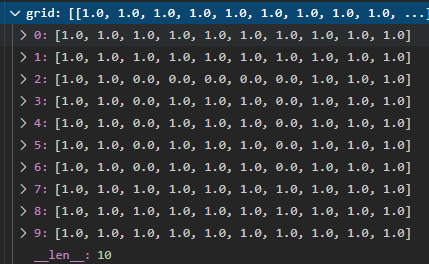 grid: [[1.0, 1.0, 1.0, 1.0, 1.0, 1.0, 1.0, 1.0, 1.0, ...]
0: [1.0, 1.0, 1.0, 1.0, 1.0, 1.0, 1.0, 1.0, 1.0, 1.0]
1: [1.0, 1.0, 1.0, 1.0, 1.0, 1.0, 1.0, 1.0, 1.0, 1.0]
2: [1.0, 1.0, 0.0, 0.0, 0.0, 0.0, 0.0, 1.0, 1.0, 1.0]
3: [1.0, 1.0, 0.0, 1.0, 1.0, 1.0, 0.0, 1.0, 1.0, 1.0]
4: [1.0, 1.0, 0.0, 1.0, 1.0, 1.0, 0.0, 1.0, 1.0, 1.0]
5: [1.0, 1.0, 0.0, 1.0, 1.0, 1.0, 0.0, 1.0, 1.0, 1.0]
6: [1.0, 1.0, 0.0, 1.0, 1.0, 1.0, 0.0, 1.0, 1.0, 1.0]
7: [1.0, 1.0, 1.0, 1.0, 1.0, 1.0, 1.0, 1.0, 1.0, 1.0]
8: [1.0, 1.0, 1.0, 1.0, 1.0, 1.0, 1.0, 1.0, 1.0, 1.0]
9: [1.0, 1.0, 1.0, 1.0, 1.0, 1.0, 1.0, 1.0, 1.0, 1.0]
__len__: 10